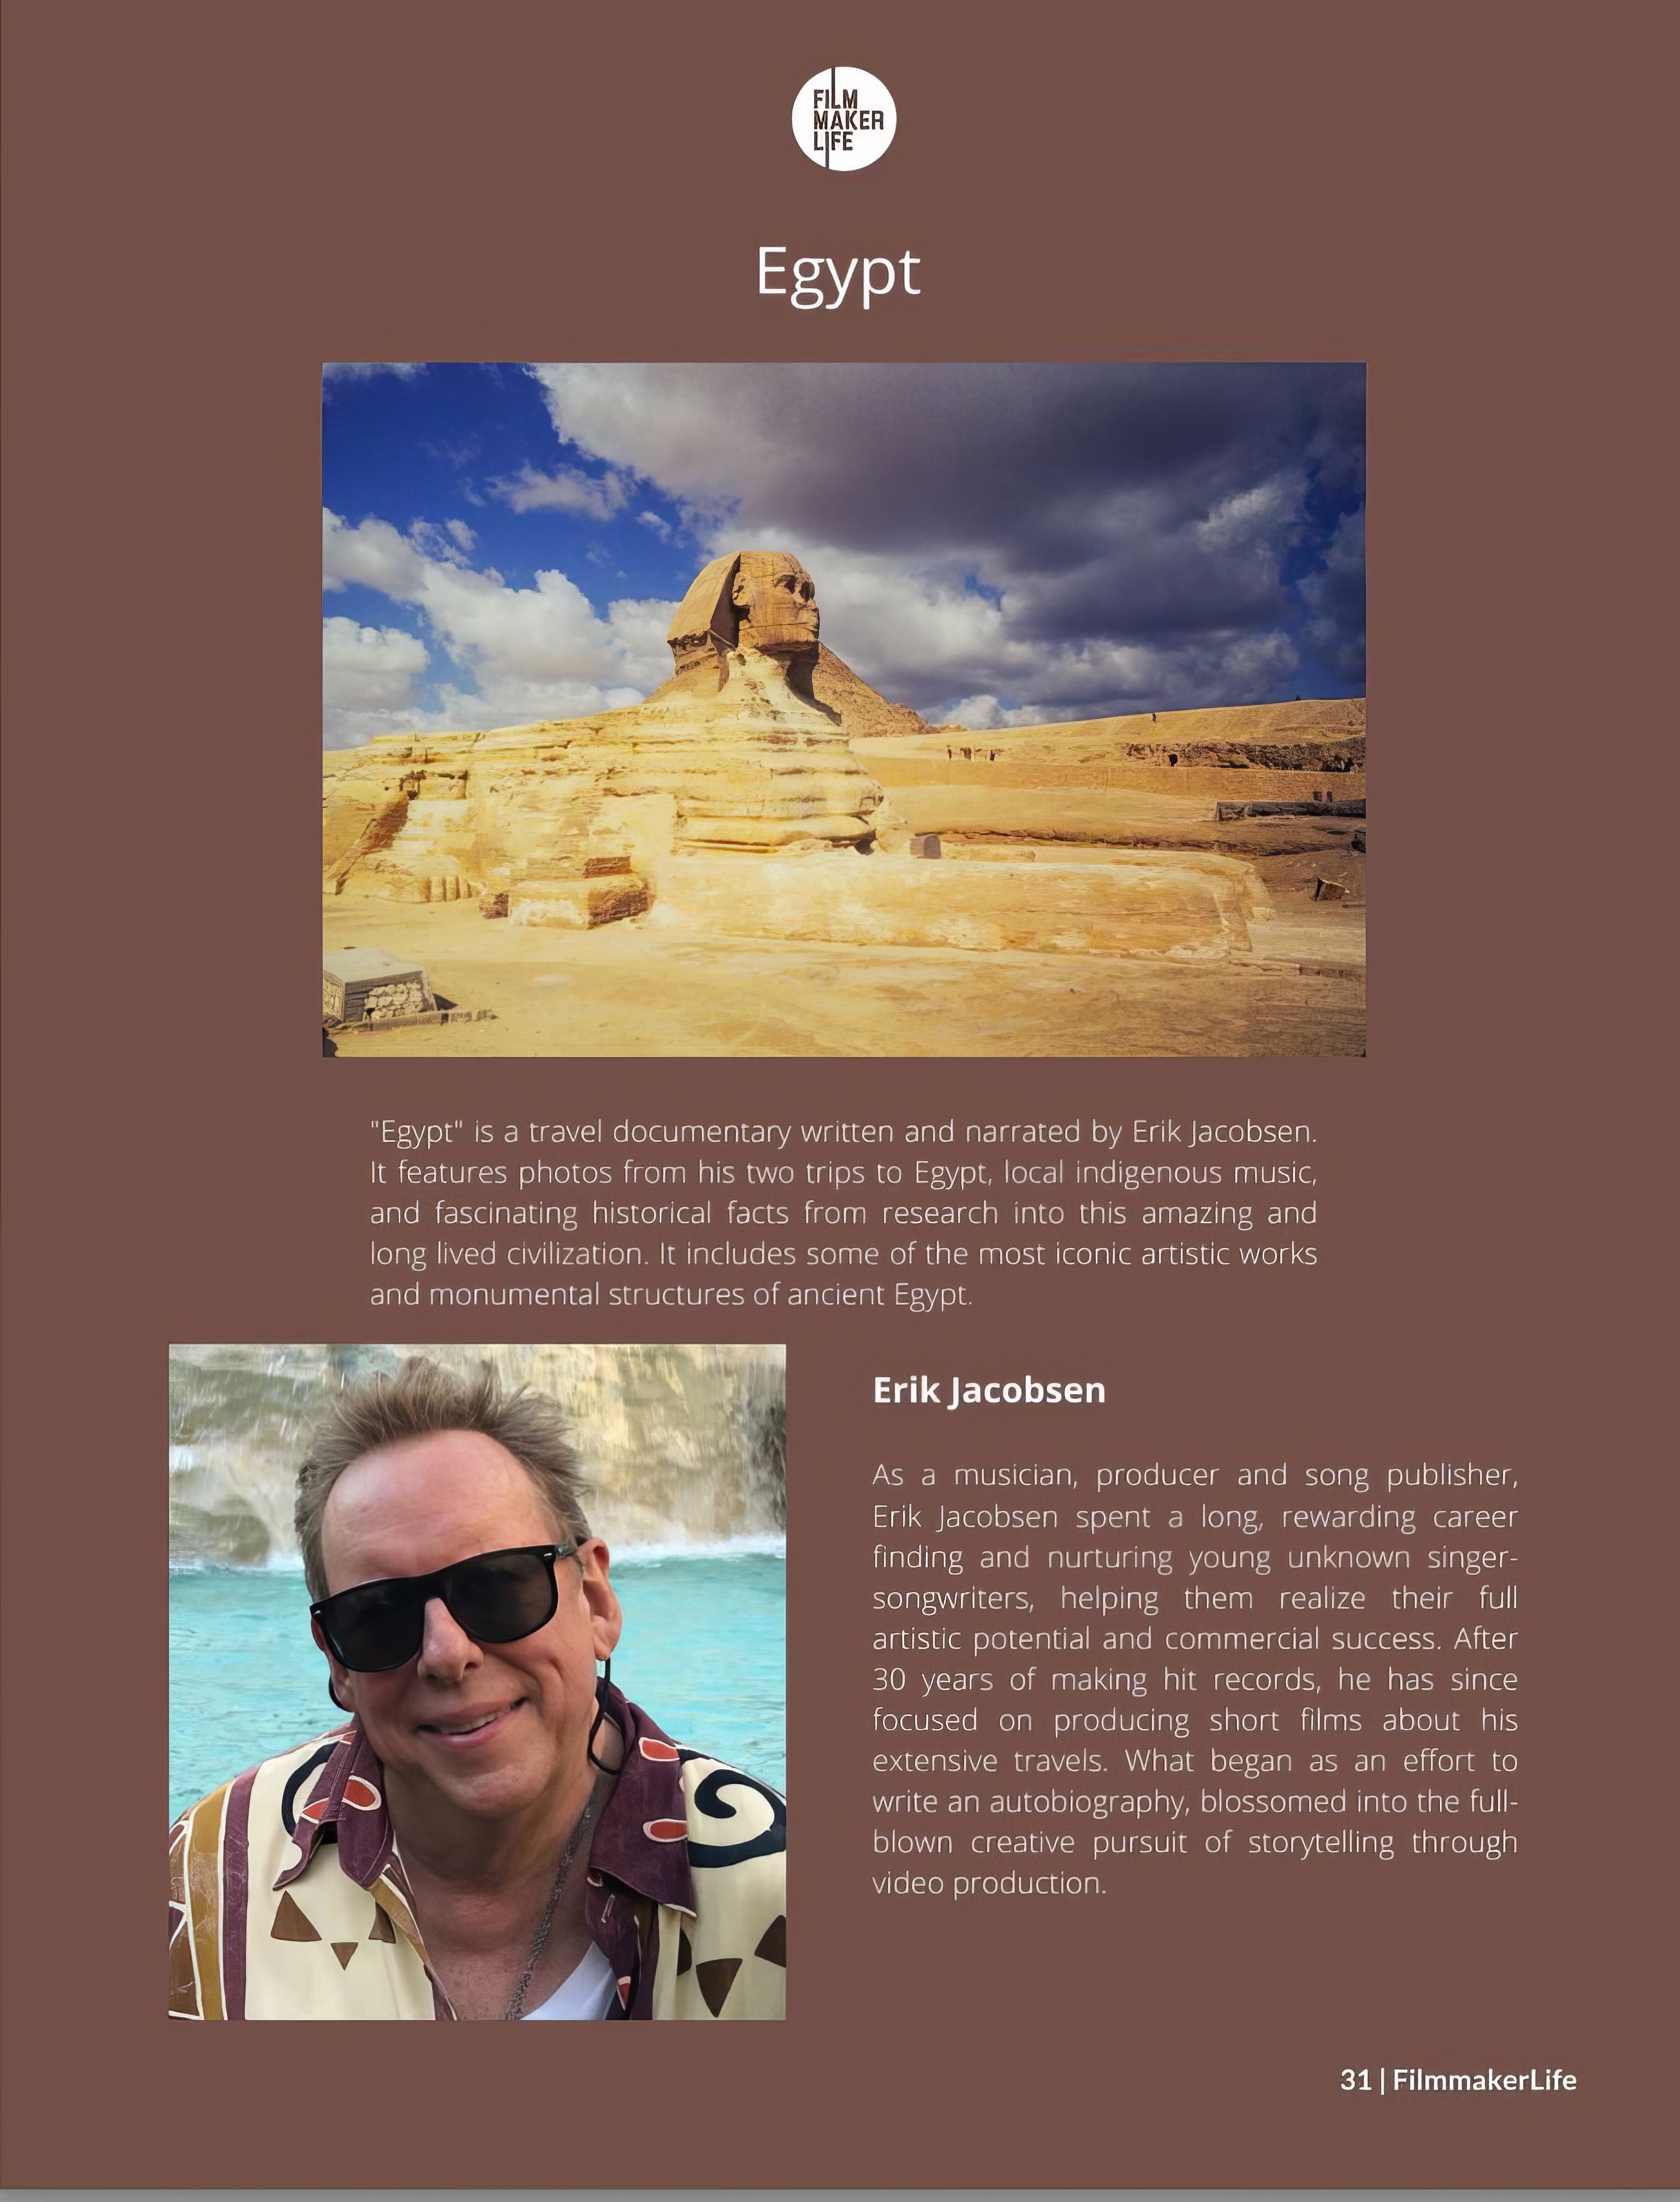 FILM
MAKER
LIFE
Egypt
"Egypt" is a travel documentary written and narrated by Erik Jacobsen.
It features photos from his two trips to Egypt, local indigenous music,
and fascinating historical facts from research into this amazing and
long lived civilization. It includes some of the most iconic artistic works
and monumental structures of ancient Egypt.
Erik Jacobsen
As a musician, producer and song publisher,
Erik Jacobsen spent a long, rewarding career
finding and nurturing young unknown singer-
songwriters, helping them realize their full
artistic potential and commercial success. After
30 years of making hit records, he has since
focused on producing short films about his
extensive travels. What began as an effort to
write an autobiography, blossomed into the full-
blown creative pursuit of storytelling through
video production.
31 | FilmmakerLife